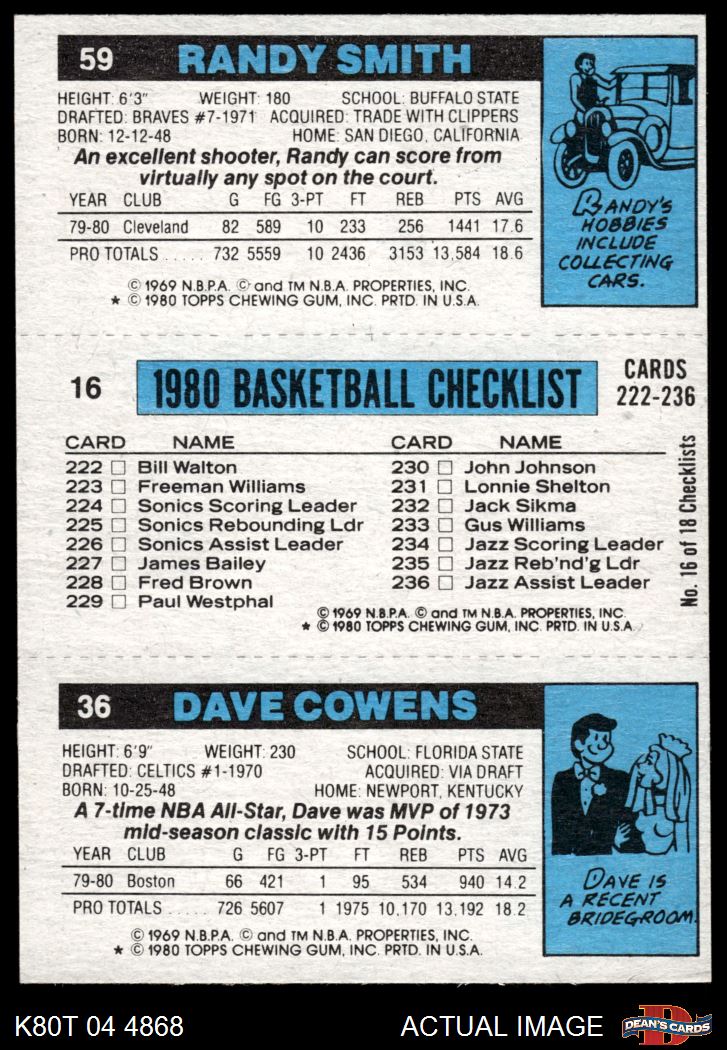 59 RANDY SMITH
HEIGHT: 6'3" WEIGHT: 180 SCHOOL: BUFFALO STATE
DRAFTED: BRAVES #7-1971 ACQUIRED: TRADE WITH CLIPPERS
BORN: 12-12-48 HOME: SAN DIEGO, CALIFORNIA
An excellent shooter, Randy can score from
virtually any spot on the court.
YEAR CLUB G FG 3-PT FT REB PTS AVG
79-80 Cleveland 82 589 10 233 256 1441 17.6
PRO TOTALS ..... 732 5559 10 2436 3153 13,584 18.6
© 1969 N.B.P.A. © and TM N.B.A. PROPERTIES, INC.
★ © 1980 TOPPS CHEWING GUM, INC. PRTD. IN U.S.A.
RANDY'S
HOBBIES
INCLUDE
COLLECTING
CARS.
16 1980 BASKETBALL CHECKLIST CARDS
222-236
CARD NAME CARD NAME
222 □ Bill Walton 230 □ John Johnson
223 □ Freeman Williams 231 □ Lonnie Shelton
224 □ Sonics Scoring Leader 232 □ Jack Sikma
225 □ Sonics Rebounding Ldr 233 □ Gus Williams
226 □ Sonics Assist Leader 234 □ Jazz Scoring Leader
227 □ James Bailey 235 □ Jazz Reb'nd'g Ldr
228 □ Fred Brown 236 □ Jazz Assist Leader
229 □ Paul Westphal
© 1969 N.B.P.A. © and TM N.B.A. PROPERTIES, INC.
★ © 1980 TOPPS CHEWING GUM, INC. PRTD. IN U.S.A.
No. 16 of 18 Checklists
36 DAVE COWENS
HEIGHT: 6'9" WEIGHT: 230 SCHOOL: FLORIDA STATE
DRAFTED: CELTICS #1-1970 ACQUIRED: VIA DRAFT
BORN: 10-25-48 HOME: NEWPORT, KENTUCKY
A 7-time NBA All-Star, Dave was MVP of 1973
mid-season classic with 15 Points.
YEAR CLUB G FG 3-PT FT REB PTS AVG
79-80 Boston 66 421 1 95 534 940 14.2
PRO TOTALS ..... 726 5607 1 1975 10,170 13,192 18.2
© 1969 N.B.P.A. © and TM N.B.A. PROPERTIES, INC.
★ © 1980 TOPPS CHEWING GUM, INC. PRTD. IN U.S.A.
DAVE IS
A RECENT
BRIDEGROOM.
K80T 04 4868 ACTUAL IMAGE
D
DEAN'S CARDS